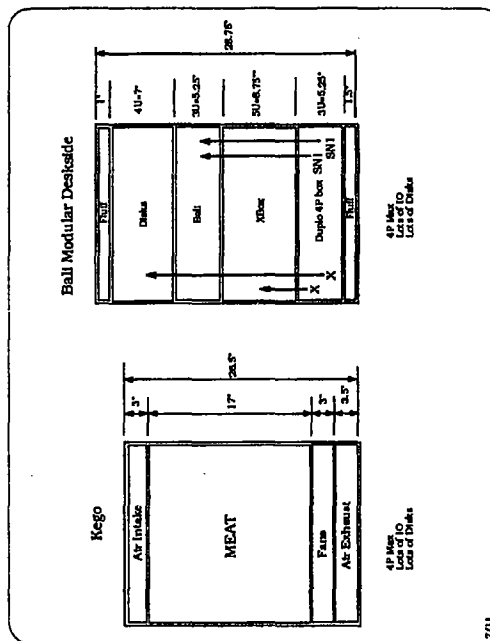 Kego
Air Intake
MEAT
Fans
Air Exhaust
3"
17"
3"
3.5"
26.5"
4P Max
Lots of IO
Lots of Disks
Bali Modular Deskside
Fluff
Disks
Bali
XBox
Duplo 4P box
SN1
SN1
X
X
Fluff
1"
4U=7"
3U=5.25"
5U=8.75"
3U=5.25"
1.5"
28.75"
4P Max
Lots of IO
Lots of Disks